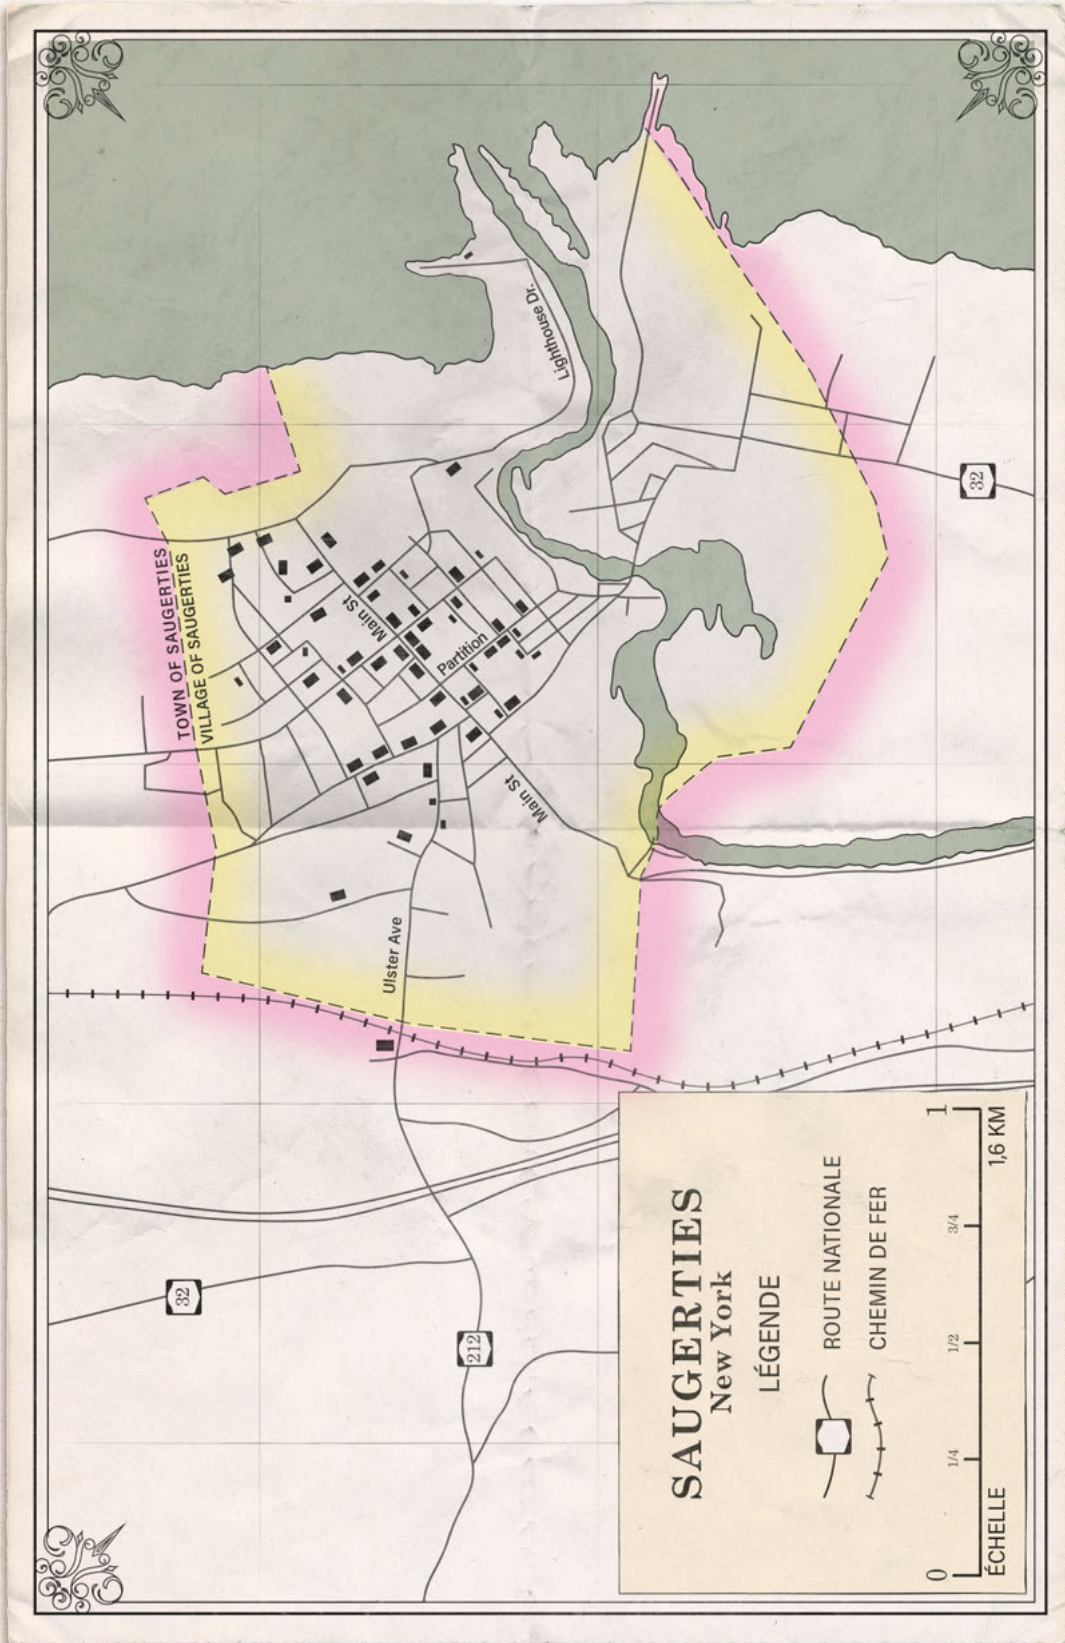 TOWN OF SAUGERTIES
VILLAGE OF SAUGERTIES
Lighthouse Dr.
Main St
Partition
Main St
Ulster Ave
32
32
212
SAUGERTIES
New York
LÉGENDE
ROUTE NATIONALE
CHEMIN DE FER
0 1/4 1/2 3/4 1
ÉCHELLE 1,6 KM